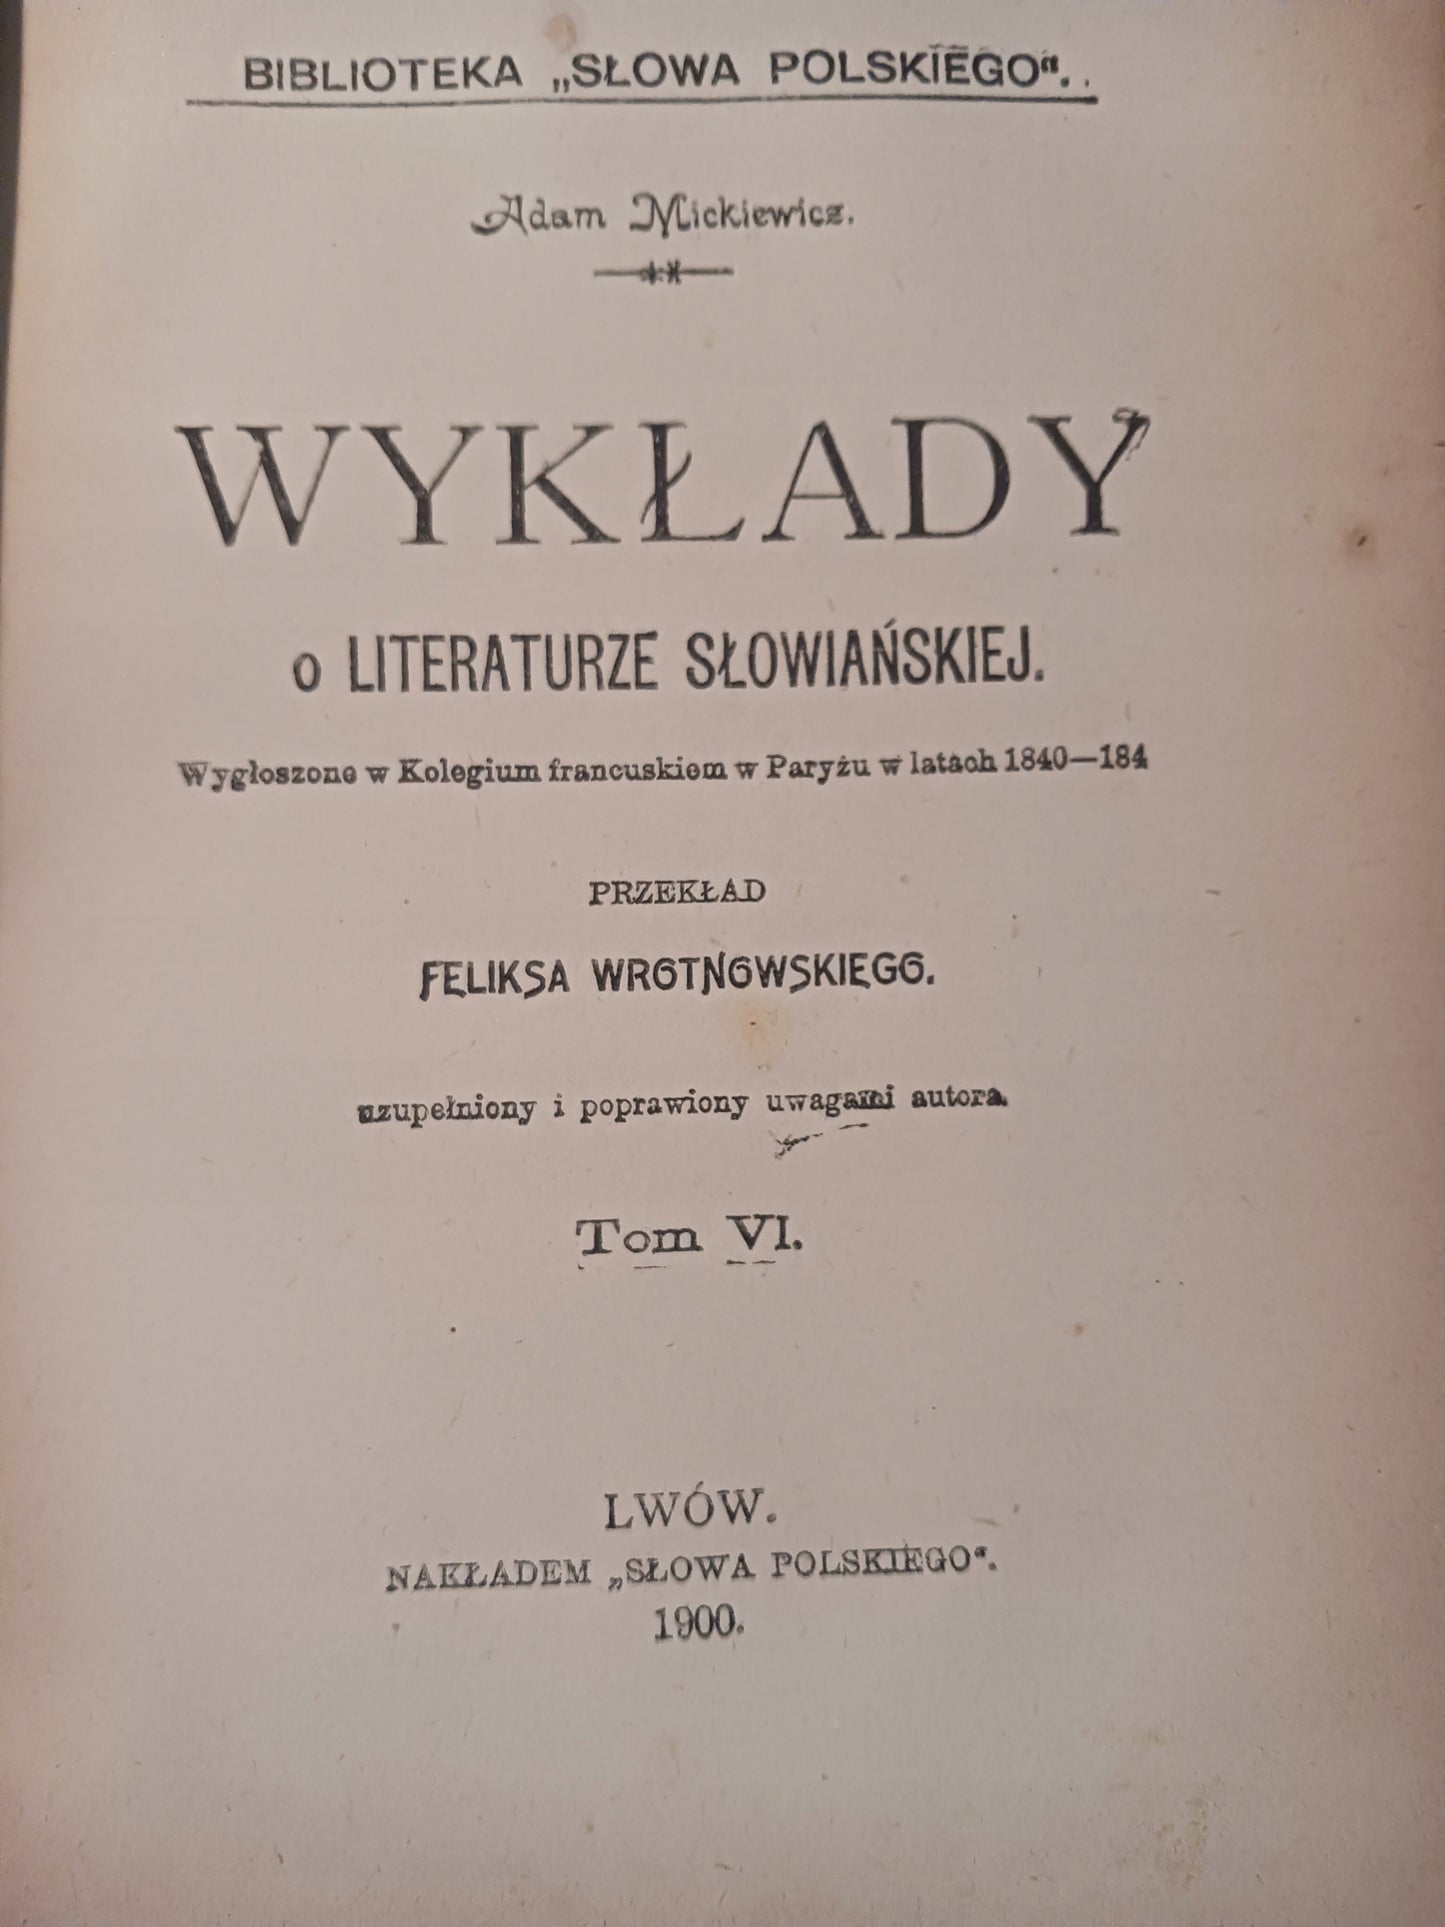 BIBLIOTEKA „SŁOWA POLSKIEGO“.
Adam Mickiewicz.
WYKŁADY
o LITERATURZE SŁOWIAŃSKIEJ.
Wygłoszone w Kolegium francuskiem w Paryżu w latach 1840—184
PRZEKŁAD
FELIKSA WROTNOWSKIEGO.
uzupełniony i poprawiony uwagami autora.
Tom VI.
LWÓW.
NAKŁADEM „SŁOWA POLSKIEGO“.
1900.